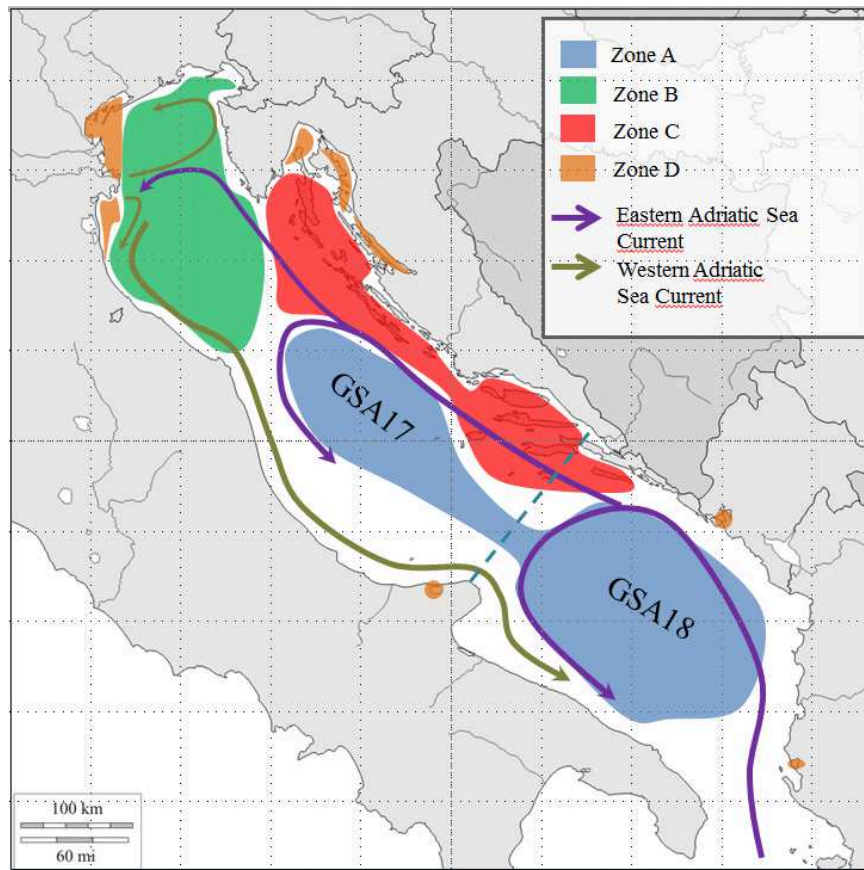 Zone A
Zone B
Zone C
Zone D
Eastern Adriatic Sea
Current
Western Adriatic
Sea Current
GSA17
GSA18
100 km
60 mi